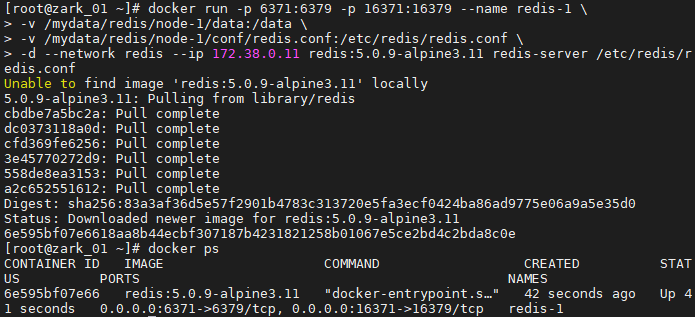 [root@zark_01 ~]# docker run -p 6371:6379 -p 16371:16379 --name redis-1 \
> -v /mydata/redis/node-1/data:/data \
> -v /mydata/redis/node-1/conf/redis.conf:/etc/redis/redis.conf \
> -d --network redis --ip 172.38.0.11 redis:5.0.9-alpine3.11 redis-server /etc/redis/r
edis.conf
Unable to find image 'redis:5.0.9-alpine3.11' locally
5.0.9-alpine3.11: Pulling from library/redis
cbdbe7a5bc2a: Pull complete
dc0373118a0d: Pull complete
cfd369fe6256: Pull complete
3e45770272d9: Pull complete
558de8ea3153: Pull complete
a2c652551612: Pull complete
Digest: sha256:83a3af36d5e57f2901b4783c313720e5fa3ecf0424ba86ad9775e06a9a5e35d0
Status: Downloaded newer image for redis:5.0.9-alpine3.11
6e595bf07e6618aa8b44ecbf307187b4231821258b01067e5ce2bd4c2bda8c0e
[root@zark_01 ~]# docker ps
CONTAINER ID   IMAGE                    COMMAND                  CREATED          STAT
US          PORTS                                              NAMES
6e595bf07e66   redis:5.0.9-alpine3.11   "docker-entrypoint.s…"   42 seconds ago   Up 4
1 seconds   0.0.0.0:6371->6379/tcp, 0.0.0.0:16371->16379/tcp   redis-1